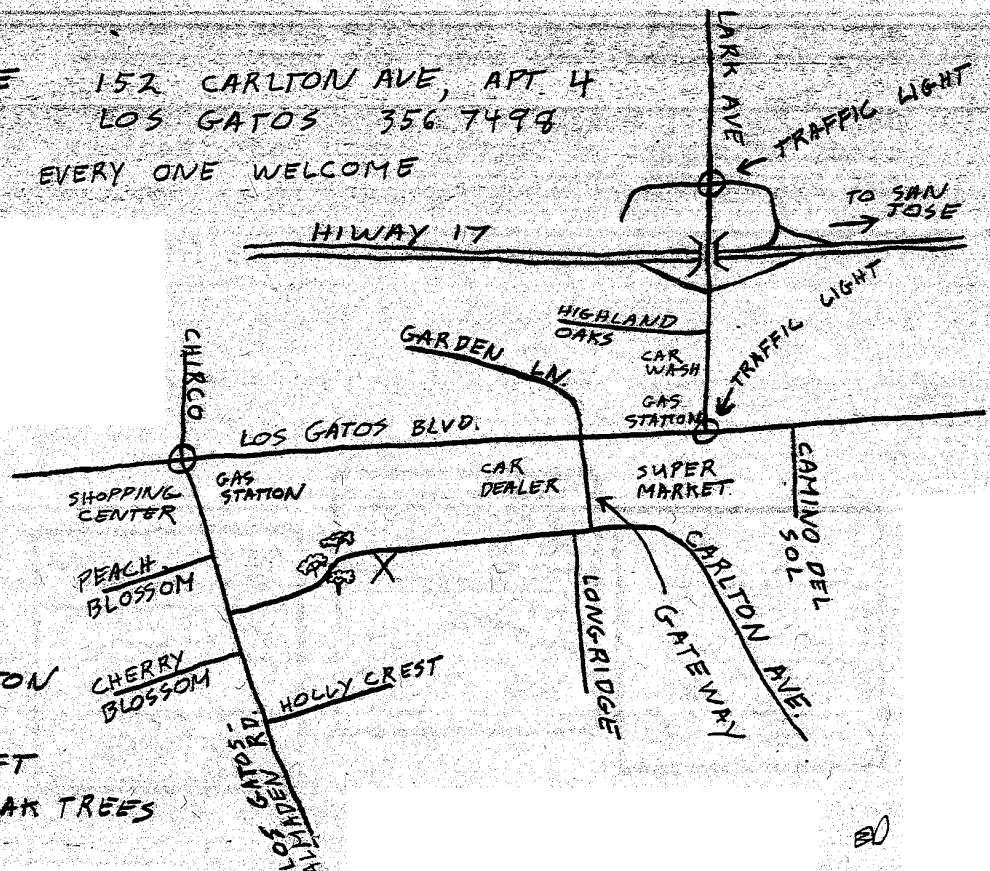 152 CARLTON AVE, APT. 4
LOS GATOS 356 7498
EVERY ONE WELCOME
LARK AVE
TRAFFIC LIGHT
TO SAN
JOSE
HIWAY 17
TRAFFIC LIGHT
HIGHLAND
OAKS
GARDEN LN.
CAR
WASH
CHIRCO
GAS
STATION
LOS GATOS BLVD.
GAS
STATION
SHOPPING
CENTER
CAR
DEALER
SUPER
MARKET
CAMINO DEL
SOL
PEACH
BLOSSOM
X
CARLTON AVE.
LONGRIDGE
GATEWAY
CHERRY
BLOSSOM
HOLLY CREST
LOS GATOS-
ALMADEN RD.
AK TREES